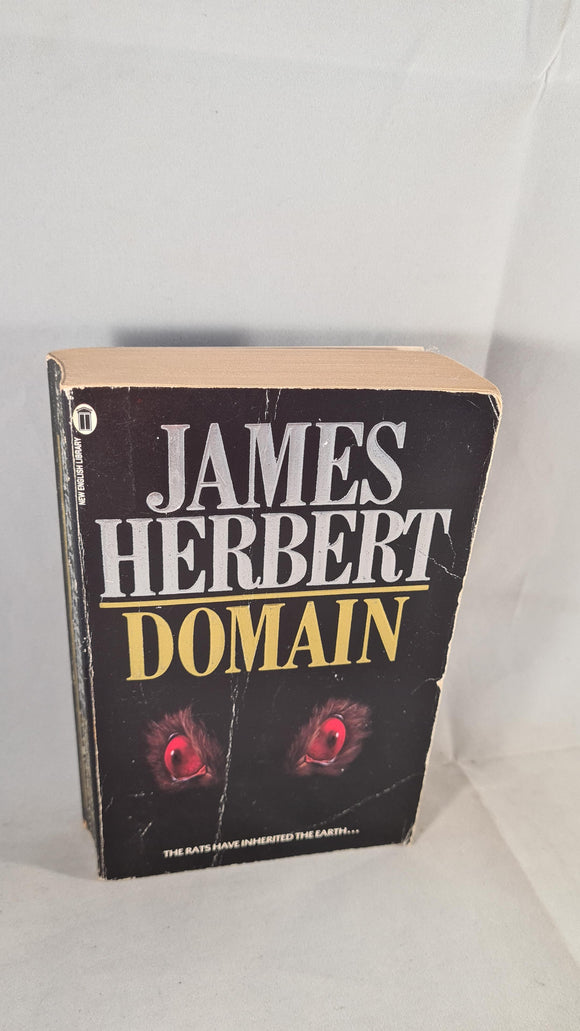 NEW ENGLISH LIBRARY
JAMES
HERBERT
DOMAIN
THE RATS HAVE INHERITED THE EARTH...